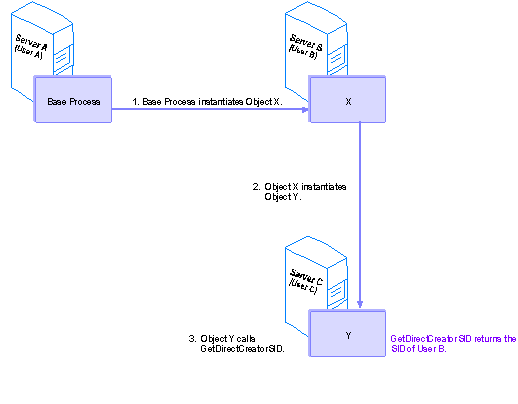 Server A
(User A)
Server B
(User B)
Base Process
1. Base Process instantiates Object X.
X
2. Object X instantiates
Object Y.
Server C
(User C)
3. Object Y calls
GetDirectCreatorSID.
Y
GetDirectCreatorSID returns the
SID of User B.